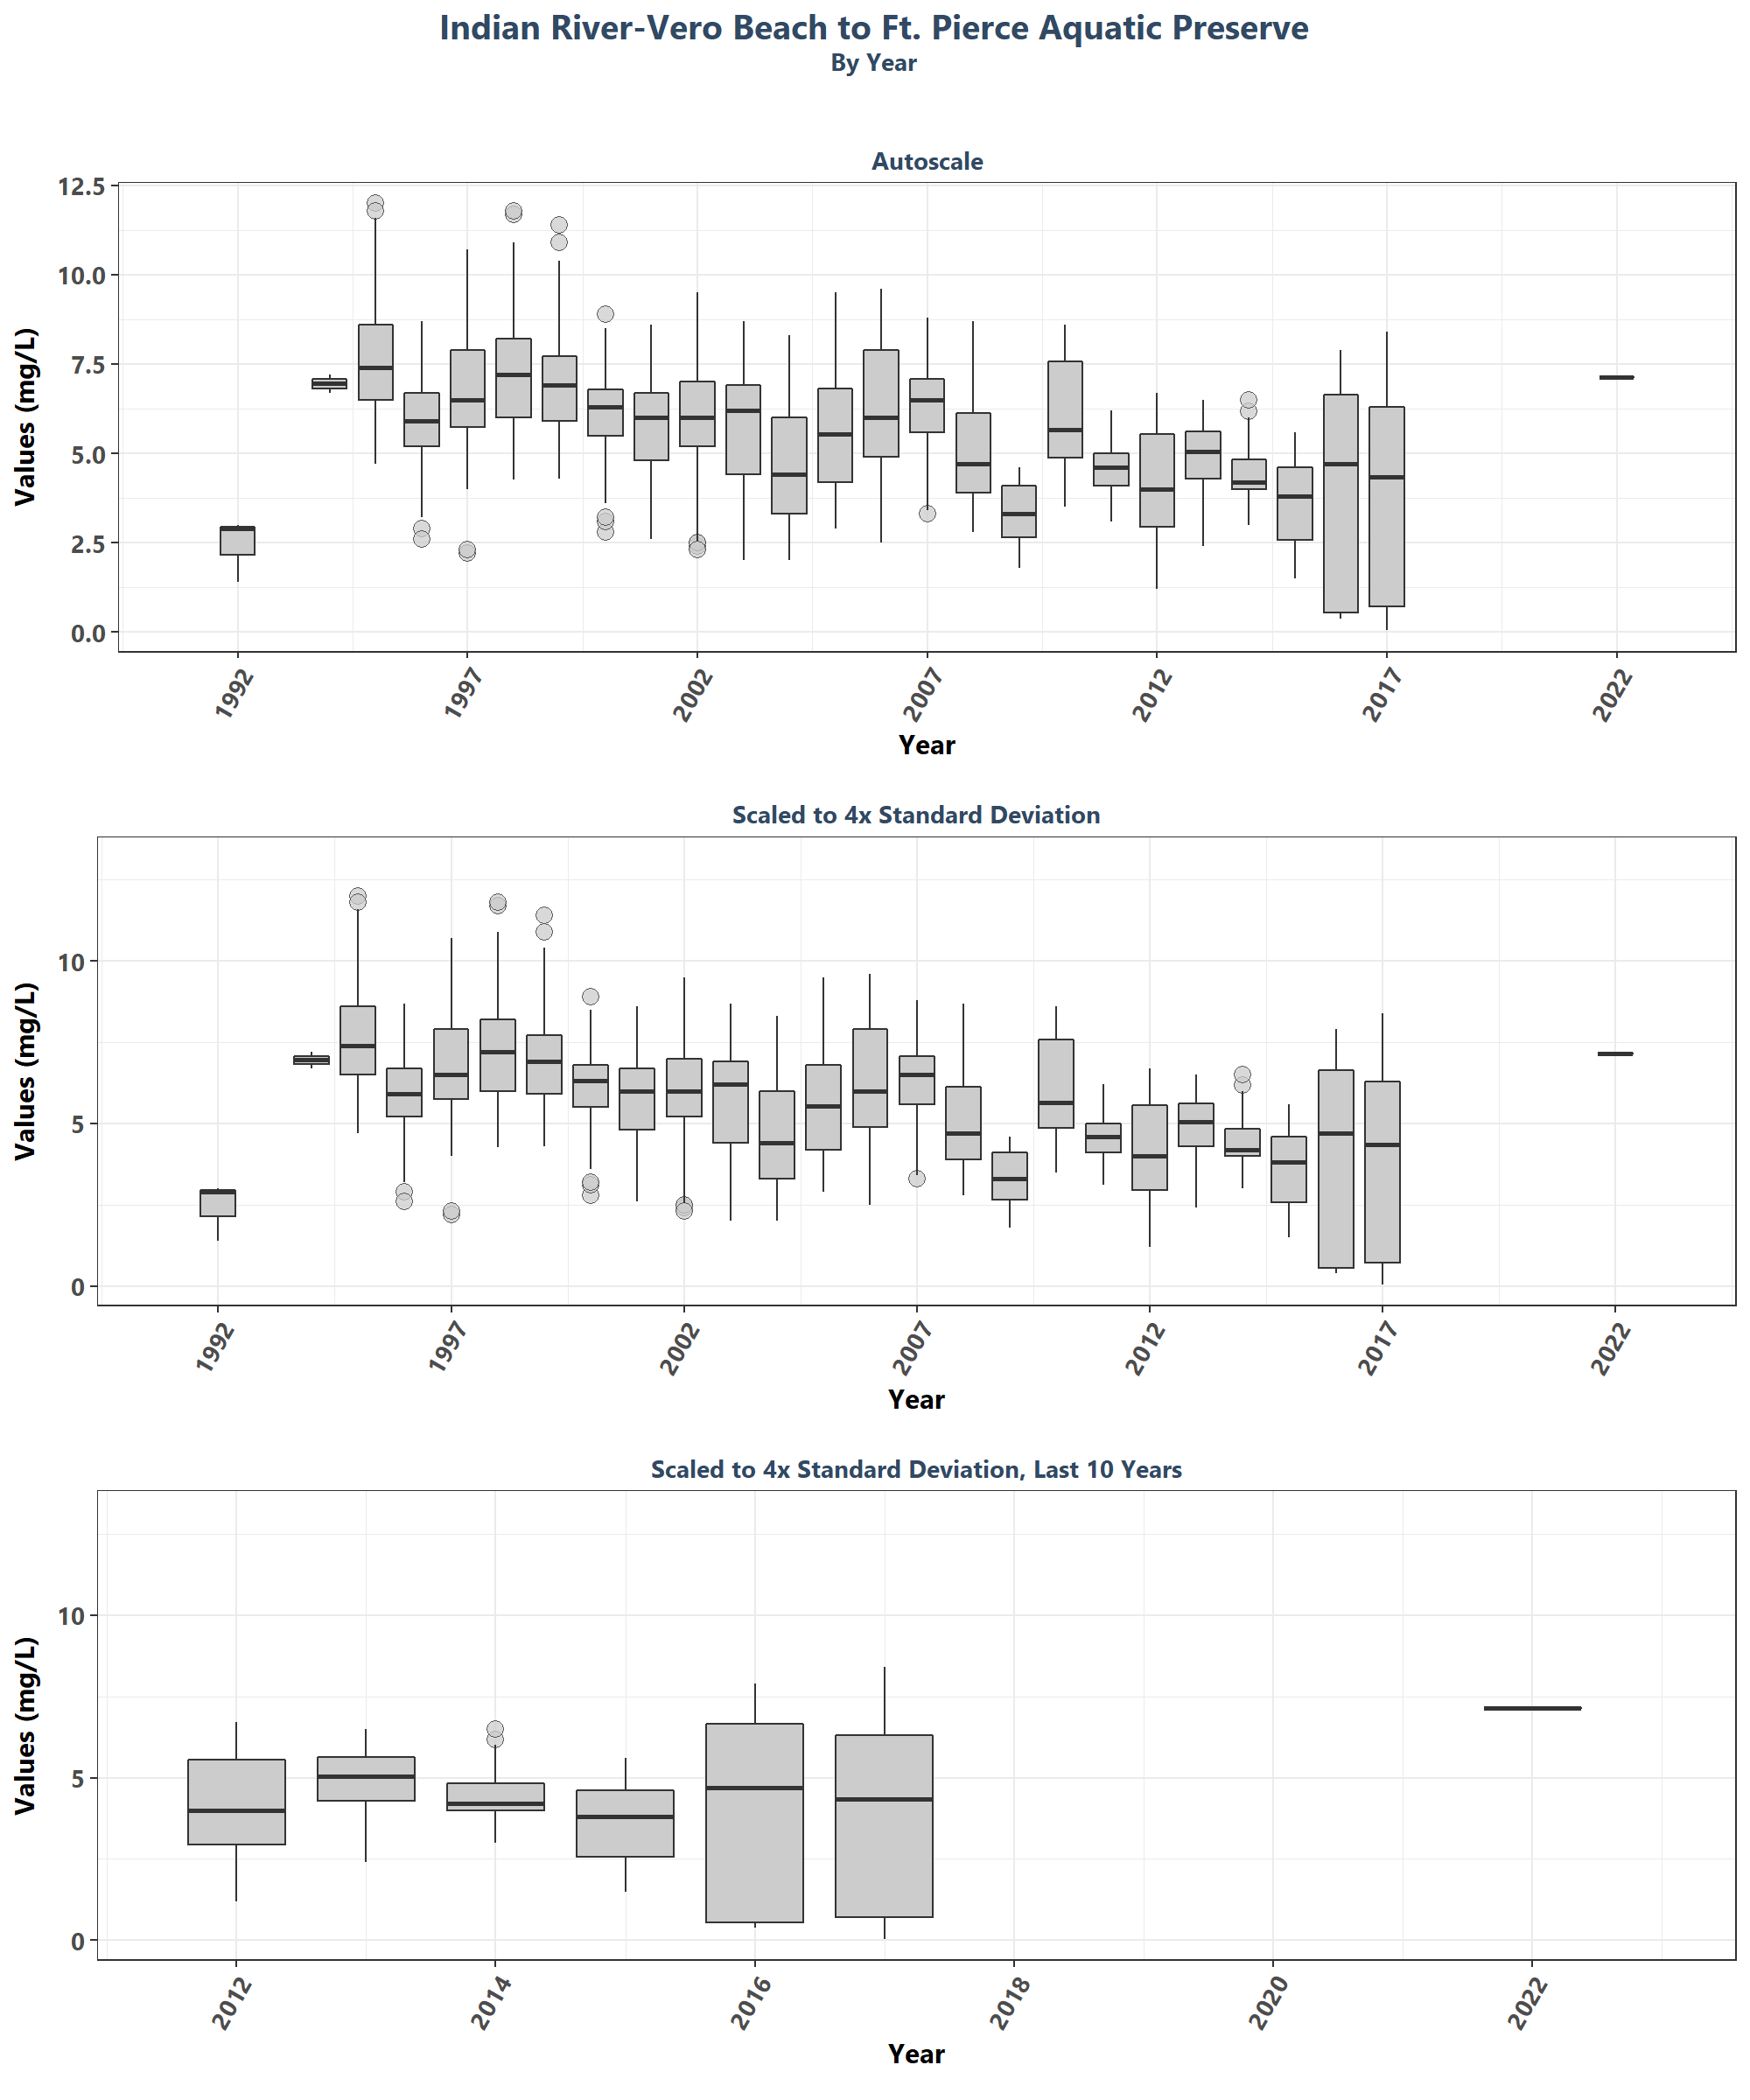 Indian River-Vero Beach to Ft. Pierce Aquatic Preserve
By Year
Autoscale
Values (mg/L)
12.5
10.0
7.5
5.0
2.5
0.0
1992 1997 2002 2007 2012 2017 2022
Year
Scaled to 4x Standard Deviation
Values (mg/L)
10
5
0
1992 1997 2002 2007 2012 2017 2022
Year
Scaled to 4x Standard Deviation, Last 10 Years
Values (mg/L)
10
5
0
2012 2014 2016 2018 2020 2022
Year